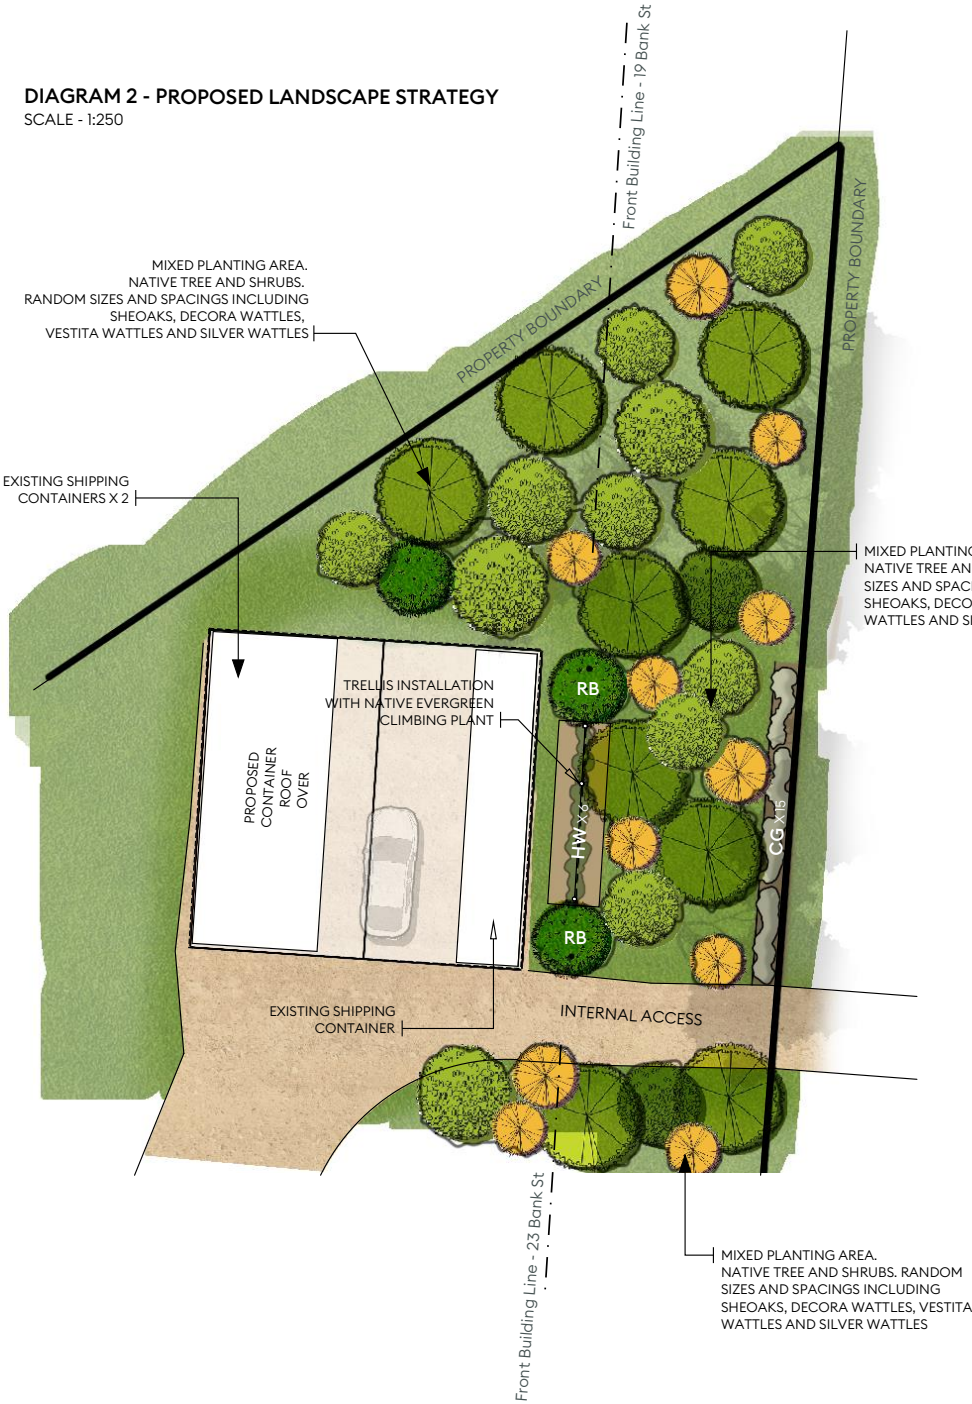 DIAGRAM 2 - PROPOSED LANDSCAPE STRATEGY
SCALE - 1:250
Front Building Line - 19 Bank St
PROPERTY BOUNDARY
PROPERTY BOUNDARY
MIXED PLANTING AREA.
NATIVE TREE AND SHRUBS.
RANDOM SIZES AND SPACINGS INCLUDING
SHEOAKS, DECORA WATTLES,
VESTITA WATTLES AND SILVER WATTLES
EXISTING SHIPPING
CONTAINERS X 2
MIXED PLANTING
NATIVE TREE AN
SIZES AND SPAC
SHEOAKS, DECO
WATTLES AND SI
TRELLIS INSTALLATION
WITH NATIVE EVERGREEN
CLIMBING PLANT
RB
PROPOSED
CONTAINER
ROOF
OVER
HW X 6
CG X 15
RB
EXISTING SHIPPING
CONTAINER
INTERNAL ACCESS
Front Building Line - 23 Bank St
MIXED PLANTING AREA.
NATIVE TREE AND SHRUBS. RANDOM
SIZES AND SPACINGS INCLUDING
SHEOAKS, DECORA WATTLES, VESTITA
WATTLES AND SILVER WATTLES